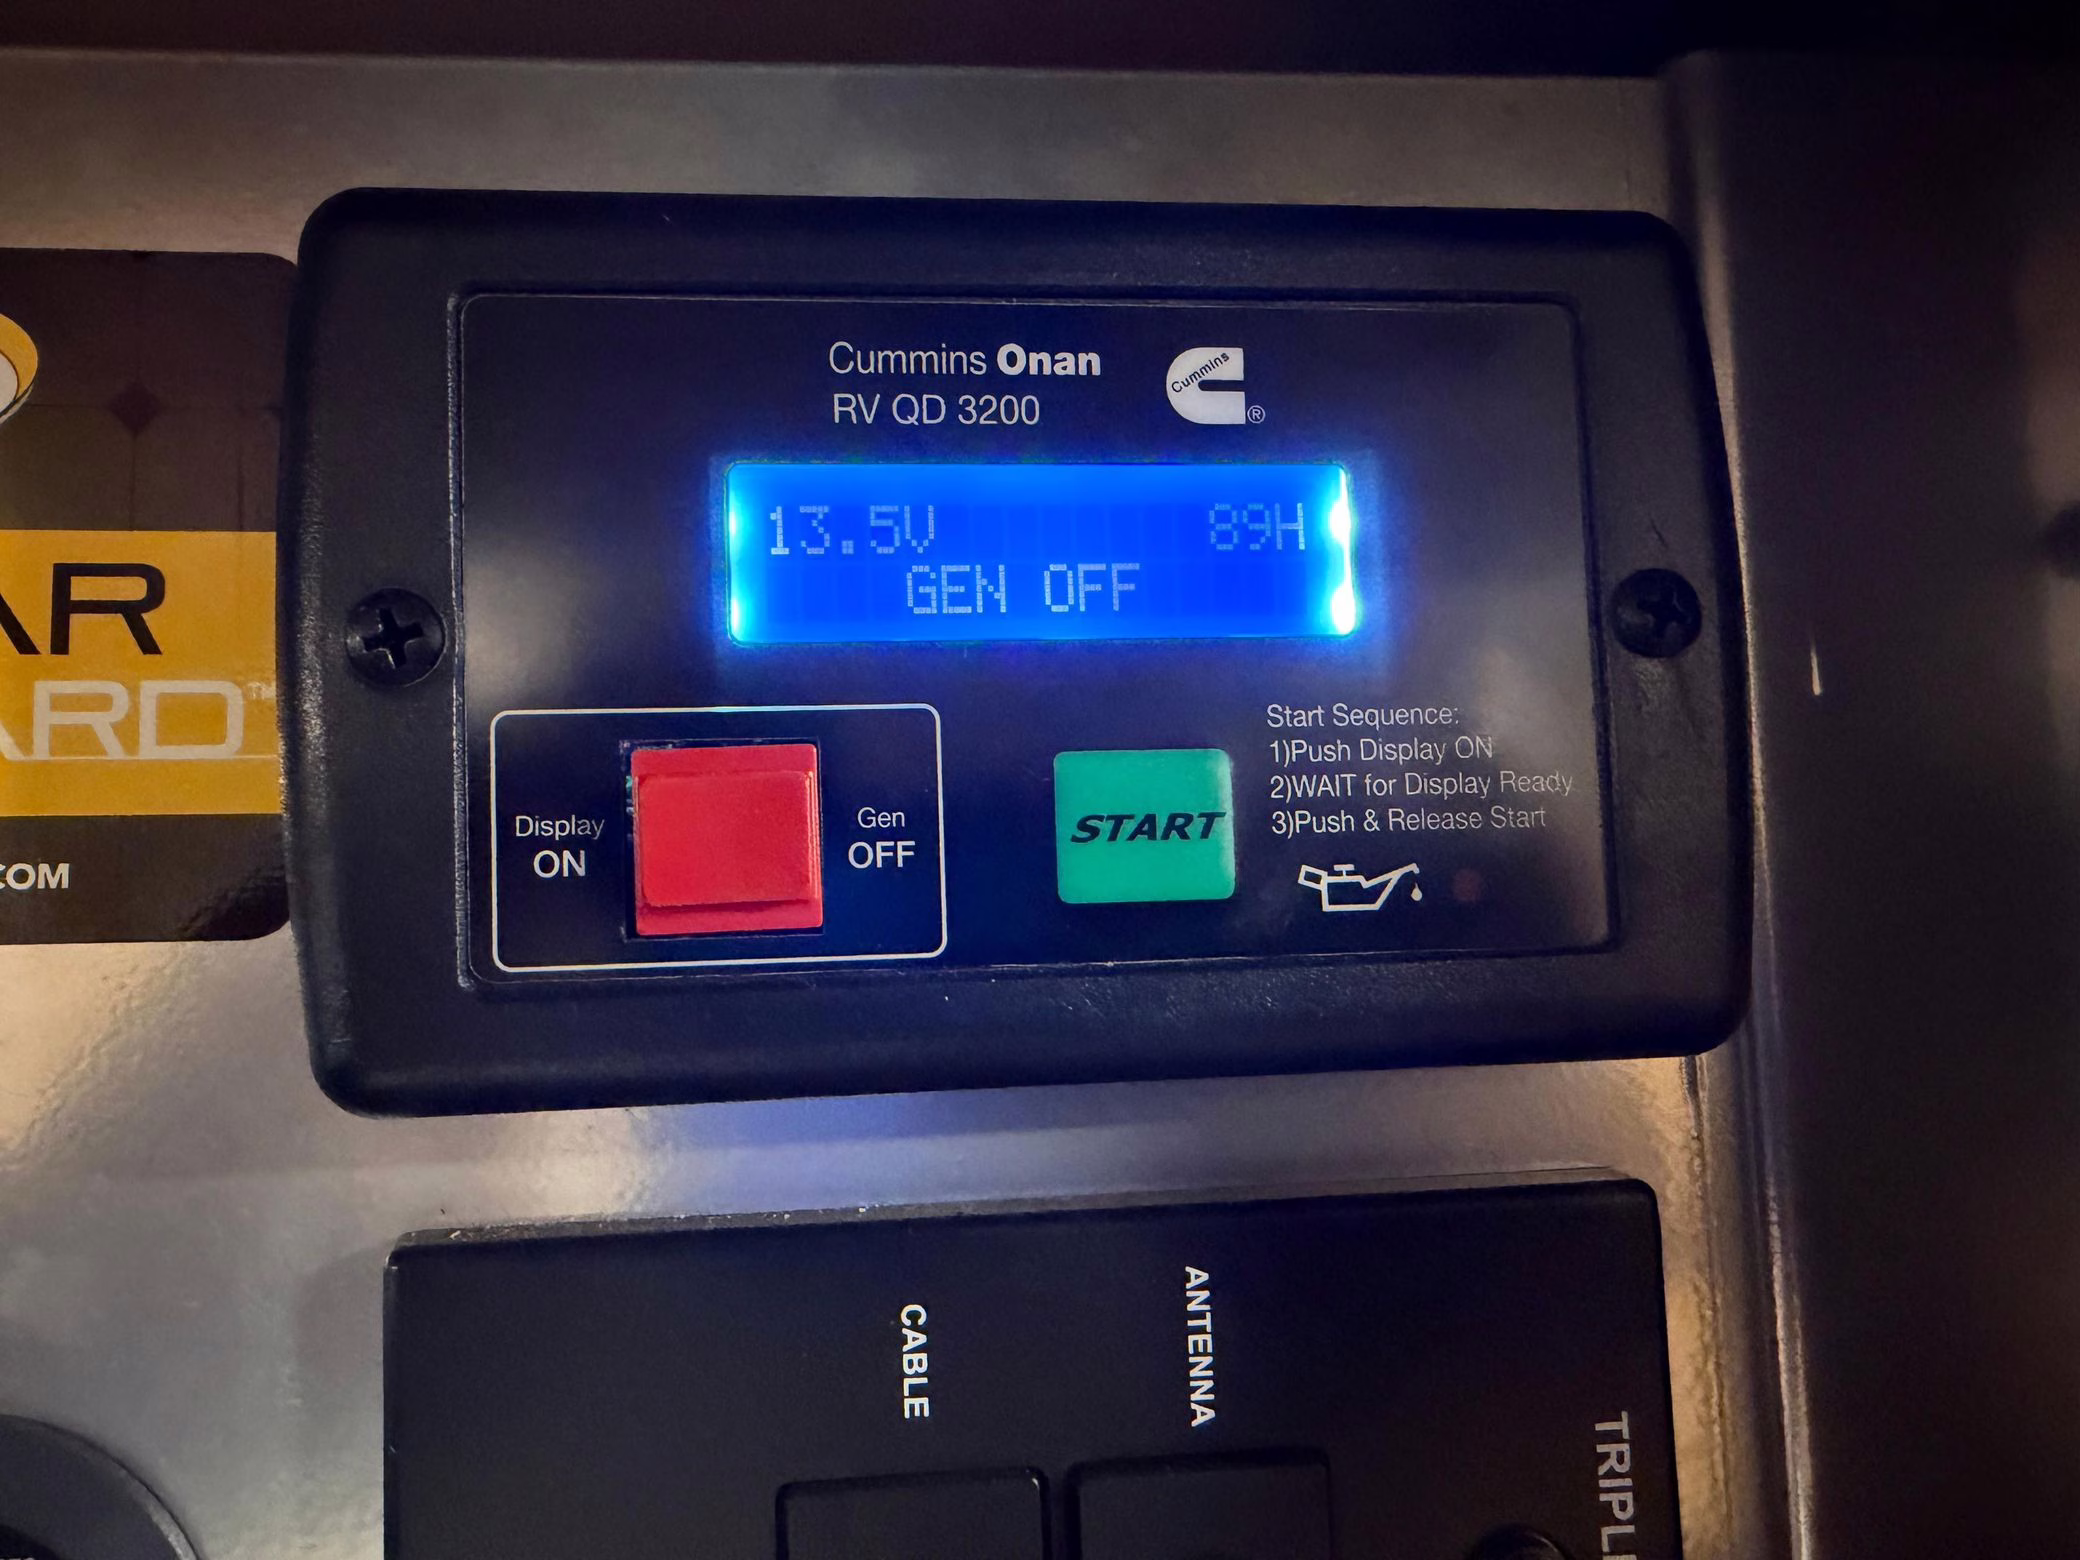 Cummins Onan
RV QD 3200
Cummins
®
13.5V 89H
GEN OFF
Display
ON
Gen
OFF
START
Start Sequence:
1)Push Display ON
2)WAIT for Display Ready
3)Push & Release Start
AR
ARD™
COM
CABLE
ANTENNA
TRIPL